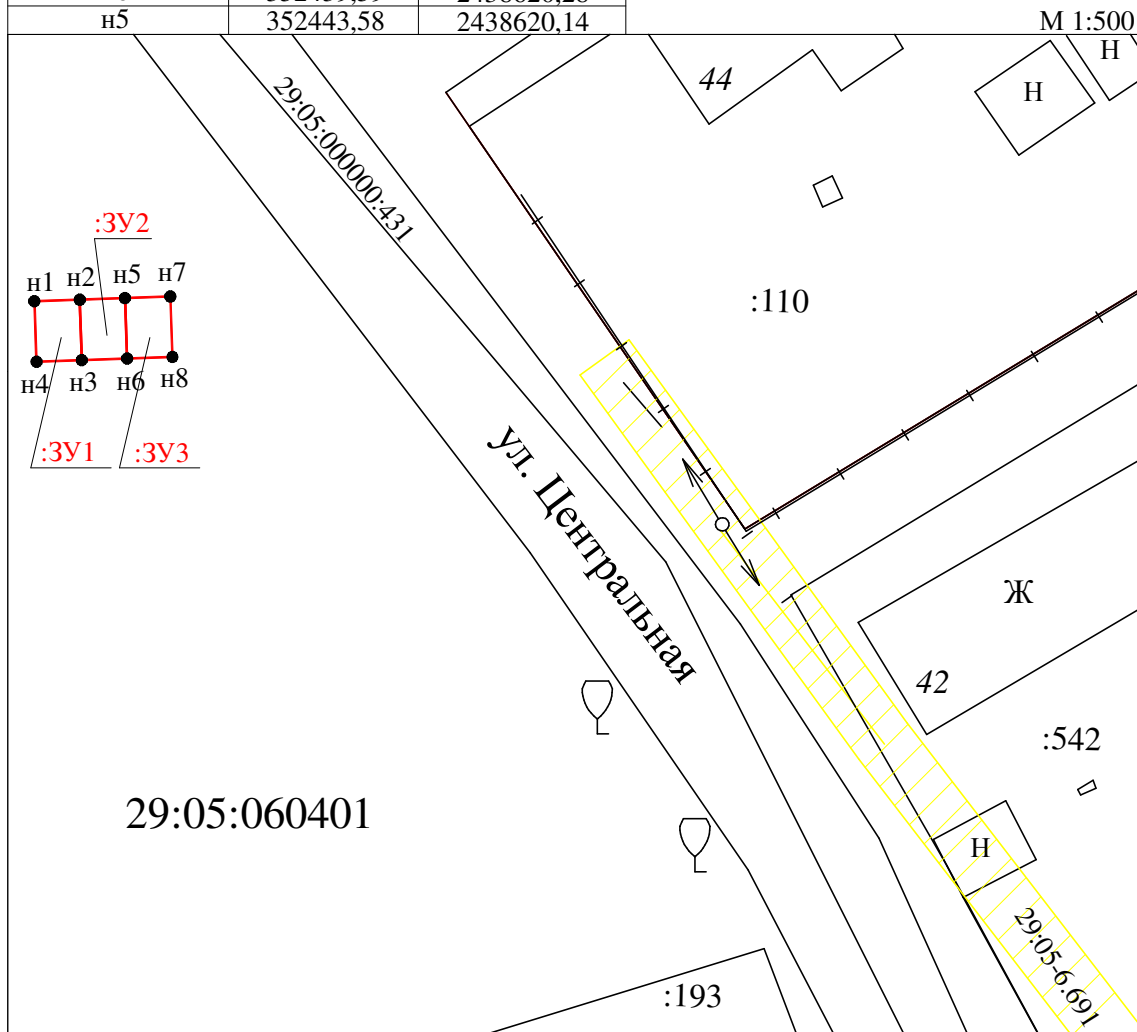 н5 352443,58 2438620,14
М 1:500
44
Н
Н
29:05:000000:431
:ЗУ2
н1 н2 н5 н7
:110
н4 н3 н6 н8
:ЗУ1 :ЗУ3
ул. Центральная
Ж
42
:542
29:05:060401
Н
29:05-6.691
:193